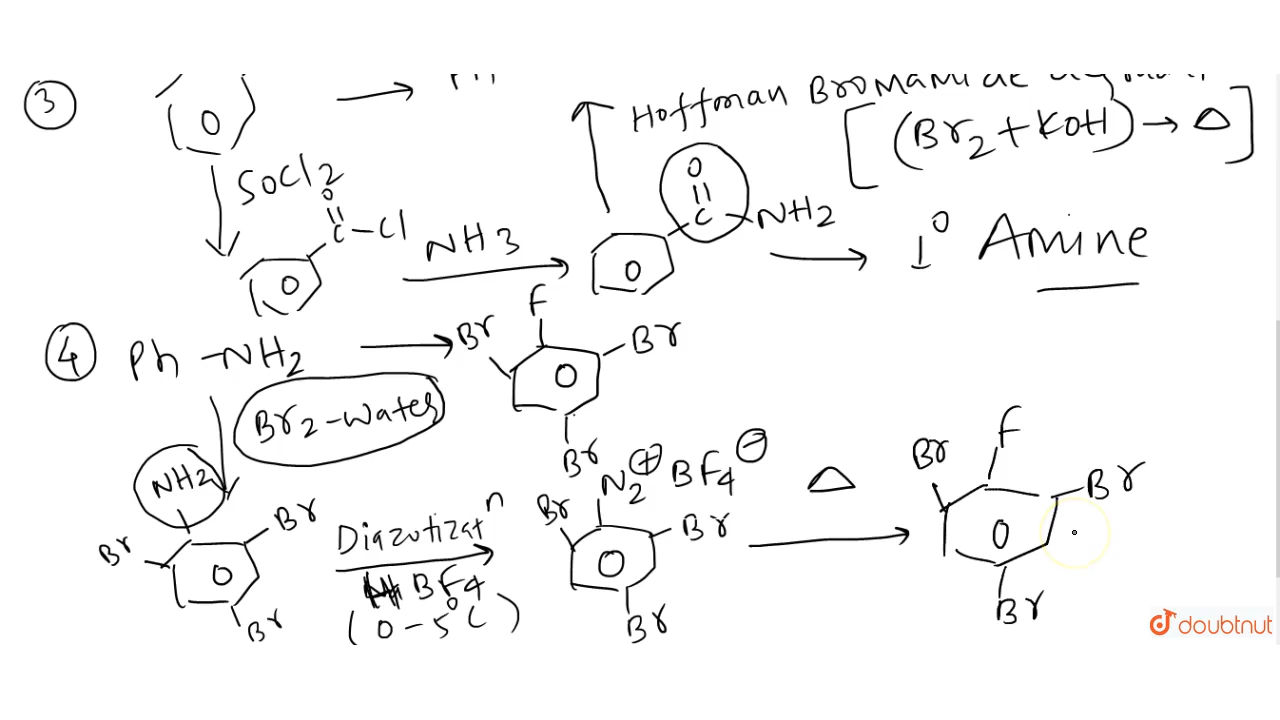 3
Hoffman Bromamide
[(Br2 + KOH) → Δ]
SOCl2
O
C-Cl
NH3
O
C
NH2
1° Amine
4
Ph-NH2
F
Br
Br
Br
Br2-water
NH2
Br
Br
Br
Diazotizatn
BF4
(0-5°C)
N2⊕ BF4⊖
Br
Br
Br
Δ
F
Br
Br
Br
doubtnut